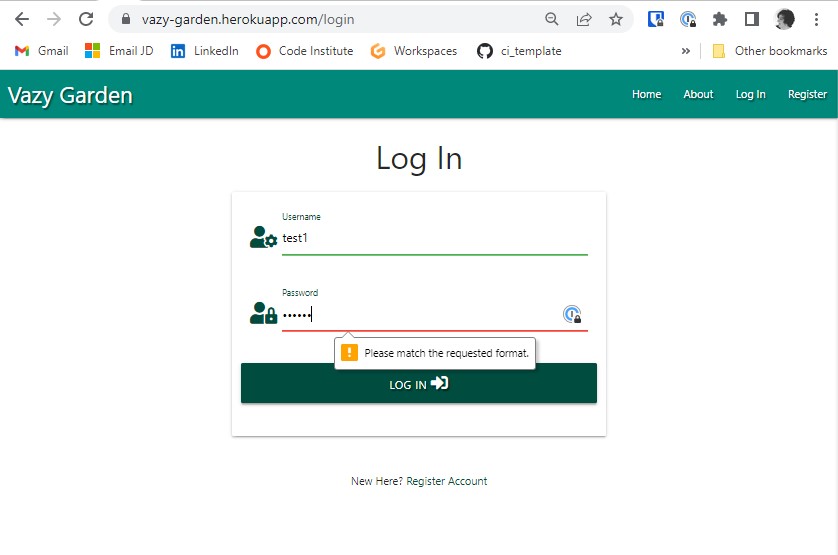 vazy-garden.herokuapp.com/login
Gmail Email JD LinkedIn Code Institute Workspaces ci_template » Other bookmarks
Vazy Garden Home About Log In Register
Log In
Username
test1
Password
••••••
Please match the requested format.
LOG IN
New Here? Register Account